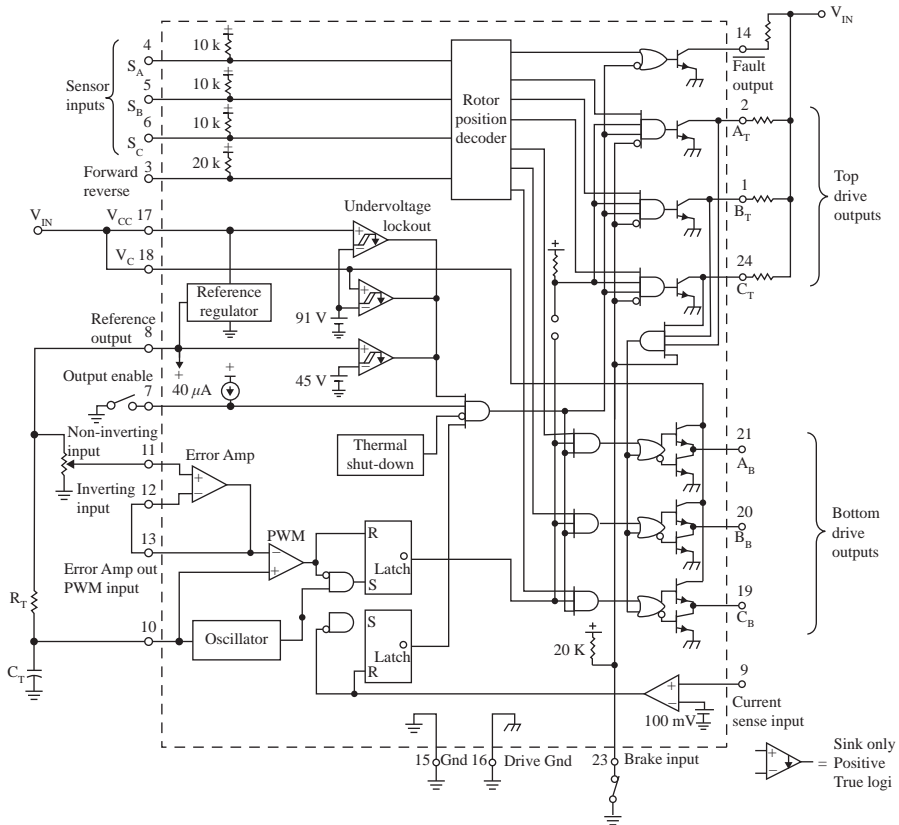 V_IN
14
Fault
output
4
S_A
10 k
Sensor
inputs
5
S_B
10 k
6
S_C
10 k
3
20 k
Forward
reverse
Rotor
position
decoder
2
A_T
1
B_T
24
C_T
Top
drive
outputs
V_IN
V_CC 17
V_C 18
Undervoltage
lockout
Reference
regulator
91 V
Reference
output
8
45 V
40 μA
Output enable
7
Thermal
shut-down
Non-inverting
input
11
Error Amp
Inverting
input
12
13
Error Amp out
PWM input
PWM
R
Latch
S
S
Latch
R
R_T
10
Oscillator
C_T
21
A_B
20
B_B
19
C_B
Bottom
drive
outputs
20 K
9
Current
sense input
100 mV
15 Gnd
16 Drive Gnd
23 Brake input
= Sink only
Positive
True logi